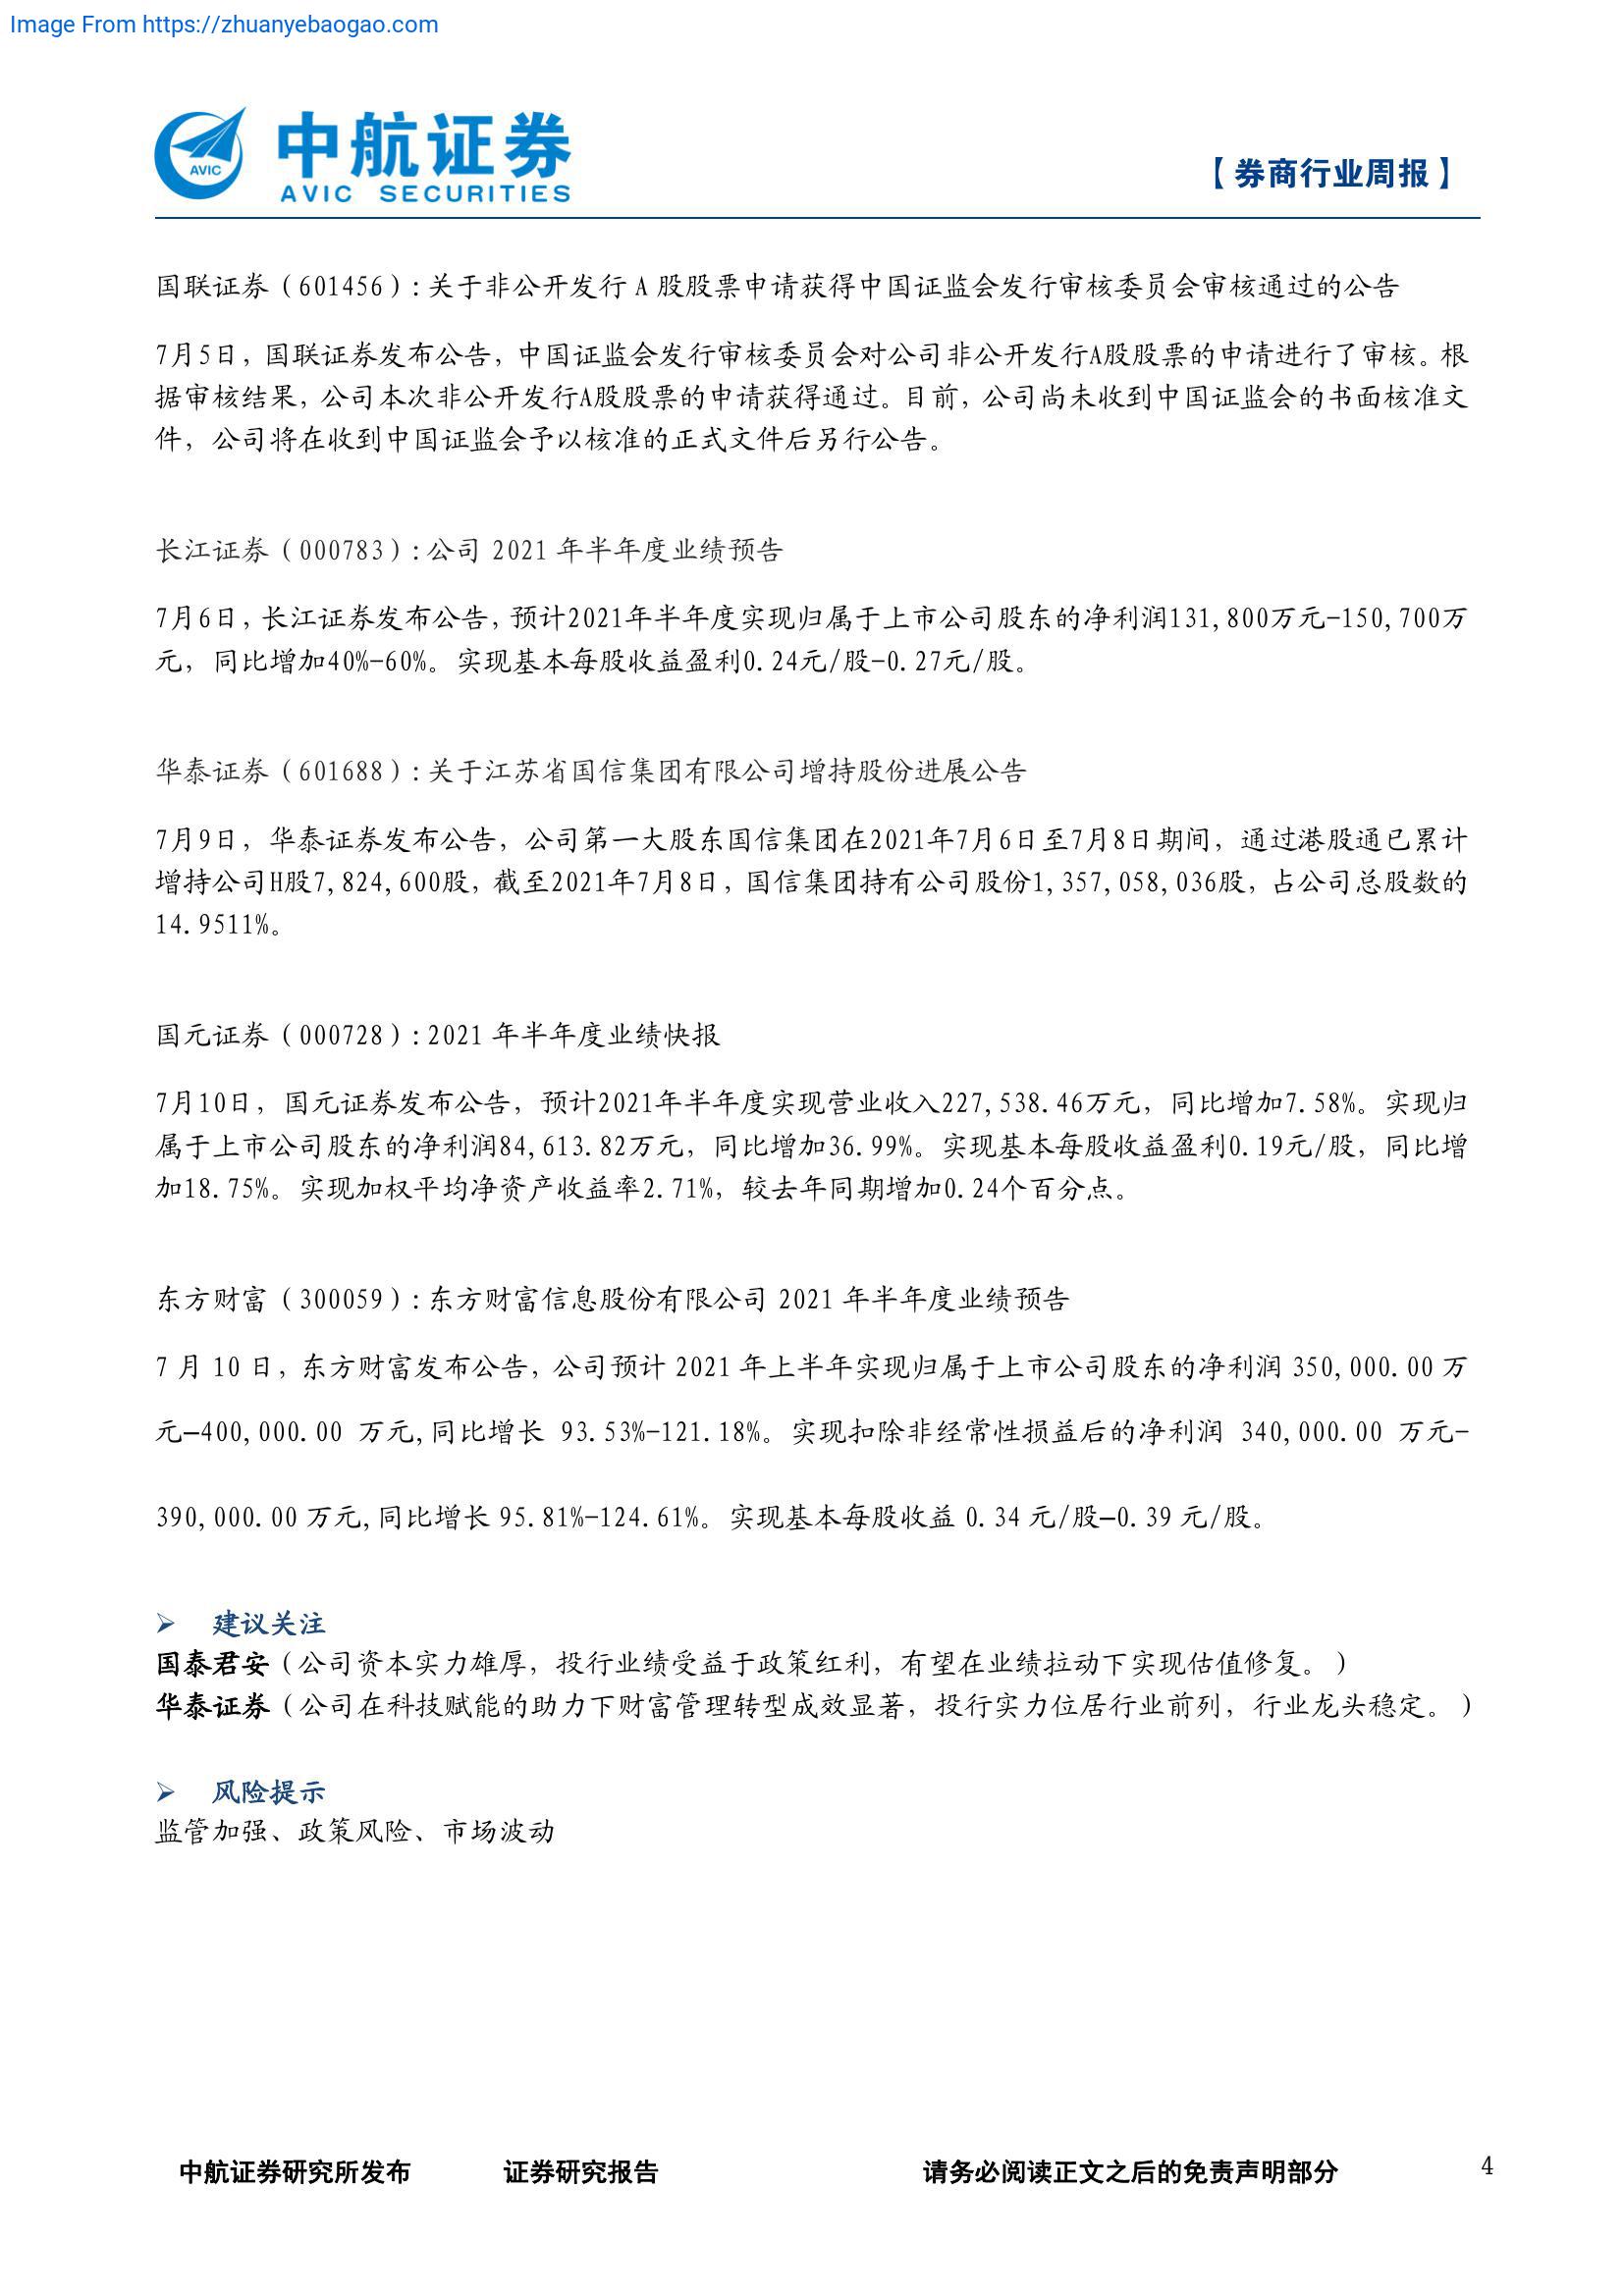 Image From https://zhuanyebaogao.com
AVIC
中航证券
AVIC SECURITIES
【券商行业周报】
国联证券（601456）:关于非公开发行 A 股股票申请获得中国证监会发行审核委员会审核通过的公告
7月5日，国联证券发布公告，中国证监会发行审核委员会对公司非公开发行A股股票的申请进行了审核。根
据审核结果，公司本次非公开发行A股股票的申请获得通过。目前，公司尚未收到中国证监会的书面核准文
件，公司将在收到中国证监会予以核准的正式文件后另行公告。
长江证券（000783）:公司 2021 年半年度业绩预告
7月6日，长江证券发布公告，预计2021年半年度实现归属于上市公司股东的净利润131,800万元-150,700万
元，同比增加40%-60%。实现基本每股收益盈利0.24元/股-0.27元/股。
华泰证券（601688）:关于江苏省国信集团有限公司增持股份进展公告
7月9日，华泰证券发布公告，公司第一大股东国信集团在2021年7月6日至7月8日期间，通过港股通已累计
增持公司H股7,824,600股，截至2021年7月8日，国信集团持有公司股份1,357,058,036股，占公司总股数的
14.9511%。
国元证券（000728）:2021 年半年度业绩快报
7月10日，国元证券发布公告，预计2021年半年度实现营业收入227,538.46万元，同比增加7.58%。实现归
属于上市公司股东的净利润84,613.82万元，同比增加36.99%。实现基本每股收益盈利0.19元/股，同比增
加18.75%。实现加权平均净资产收益率2.71%，较去年同期增加0.24个百分点。
东方财富（300059）:东方财富信息股份有限公司 2021 年半年度业绩预告
7 月 10 日，东方财富发布公告，公司预计 2021 年上半年实现归属于上市公司股东的净利润 350,000.00 万
元—400,000.00 万元,同比增长 93.53%-121.18%。实现扣除非经常性损益后的净利润 340,000.00 万元-
390,000.00 万元,同比增长 95.81%-124.61%。实现基本每股收益 0.34 元/股—0.39 元/股。
➢ 建议关注
国泰君安（公司资本实力雄厚，投行业绩受益于政策红利，有望在业绩拉动下实现估值修复。）
华泰证券（公司在科技赋能的助力下财富管理转型成效显著，投行实力位居行业前列，行业龙头稳定。）
➢ 风险提示
监管加强、政策风险、市场波动
中航证券研究所发布 证券研究报告 请务必阅读正文之后的免责声明部分 4